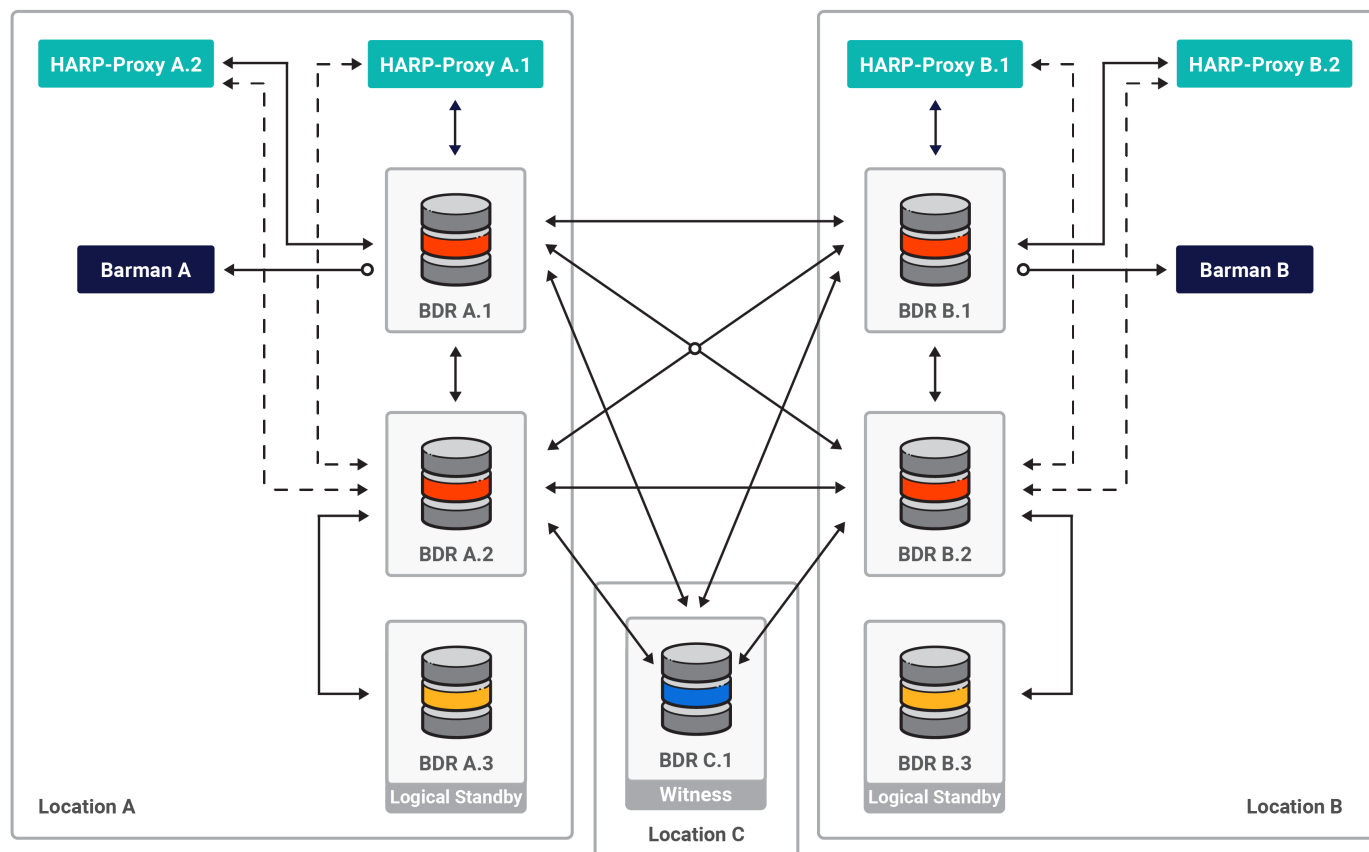 HARP-Proxy A.2
HARP-Proxy A.1
HARP-Proxy B.1
HARP-Proxy B.2
Barman A
BDR A.1
BDR B.1
Barman B
BDR A.2
BDR B.2
BDR A.3
Logical Standby
BDR C.1
Witness
BDR B.3
Logical Standby
Location A
Location C
Location B